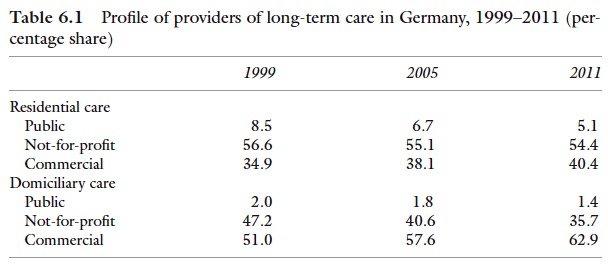 Table 6.1 Profile of providers of long-term care in Germany, 1999–2011 (per-
centage share)
1999 2005 2011
Residential care
Public 8.5 6.7 5.1
Not-for-profit 56.6 55.1 54.4
Commercial 34.9 38.1 40.4
Domiciliary care
Public 2.0 1.8 1.4
Not-for-profit 47.2 40.6 35.7
Commercial 51.0 57.6 62.9